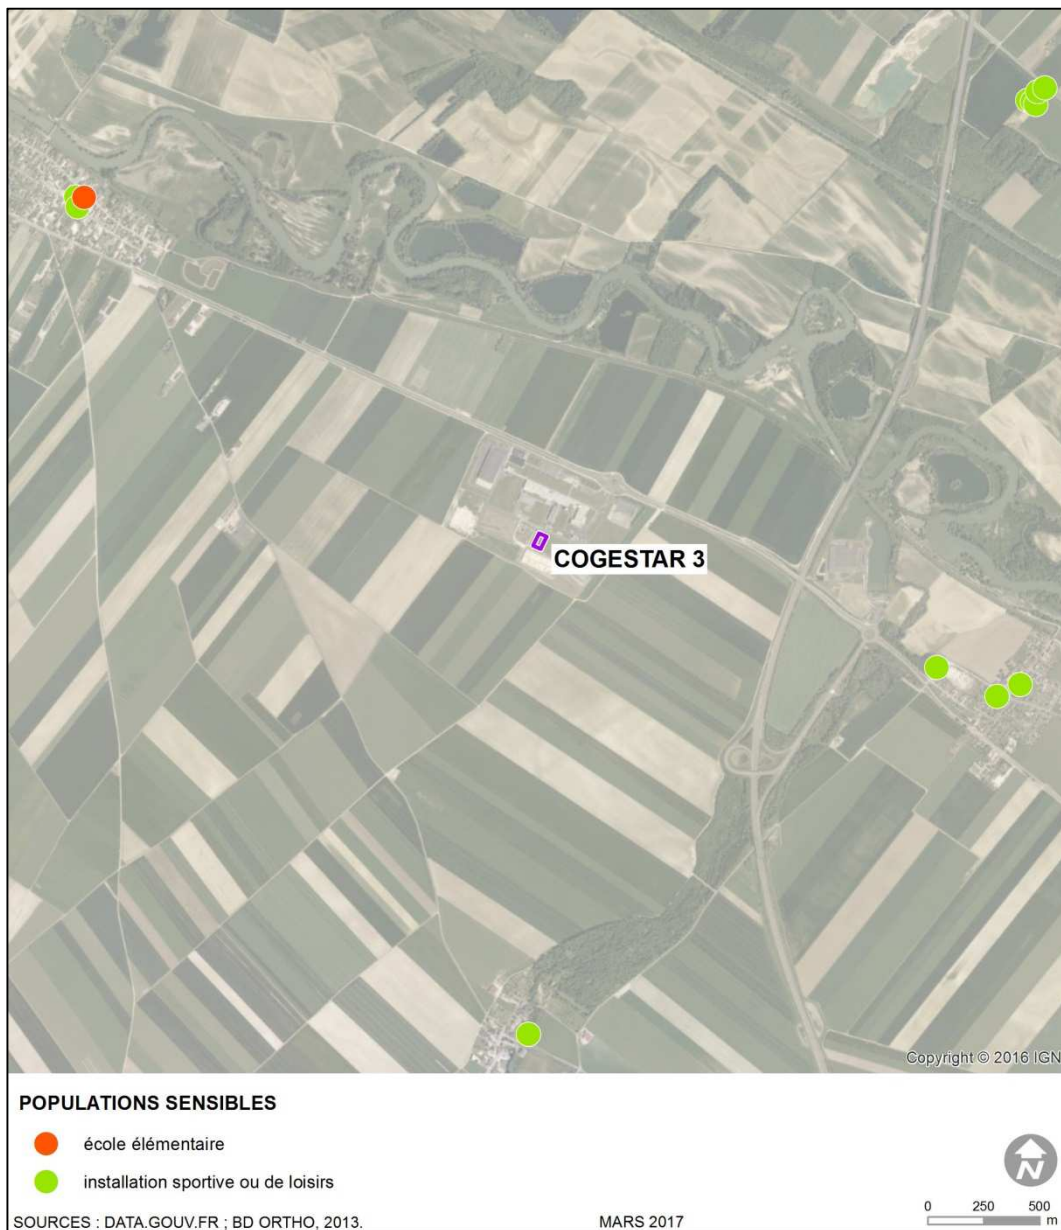 COGESTAR 3
Copyright © 2016 IGN
POPULATIONS SENSIBLES
école élémentaire
installation sportive ou de loisirs
N
0 250 500
m
SOURCES : DATA.GOUV.FR ; BD ORTHO, 2013. MARS 2017